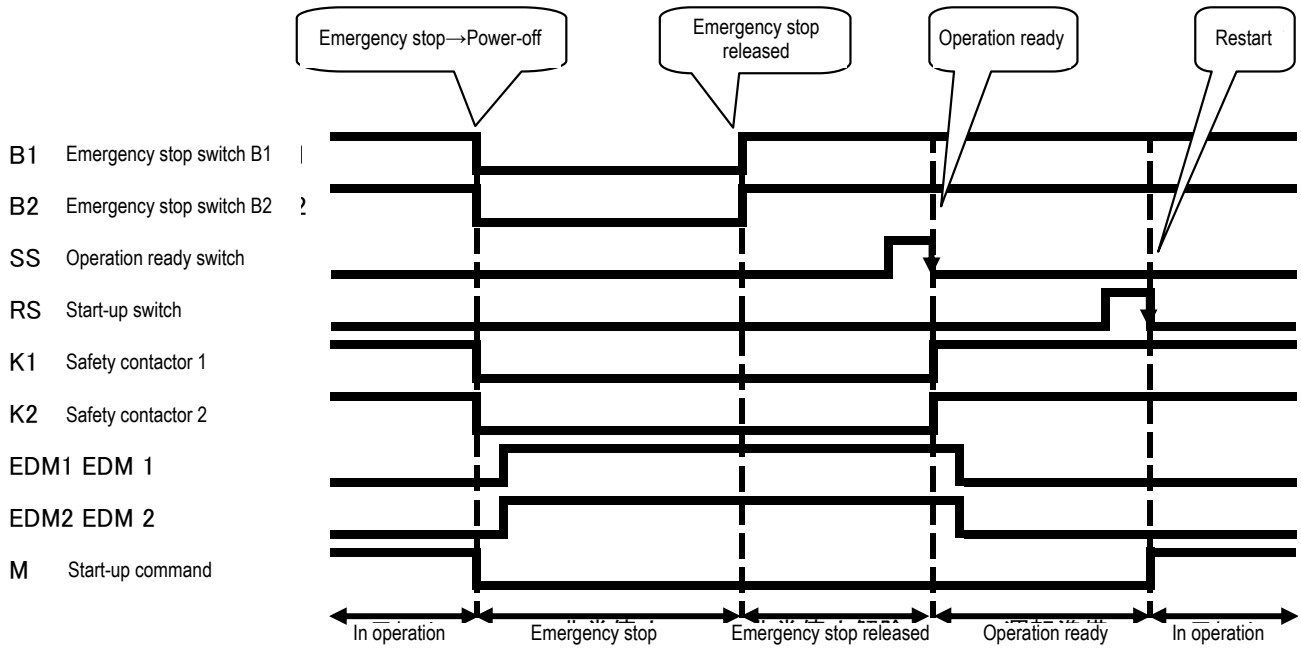 Emergency stop→Power-off
Emergency stop
released
Operation ready
Restart
B1 Emergency stop switch B1
B2 Emergency stop switch B2
SS Operation ready switch
RS Start-up switch
K1 Safety contactor 1
K2 Safety contactor 2
EDM1 EDM 1
EDM2 EDM 2
M Start-up command
In operation Emergency stop Emergency stop released Operation ready In operation